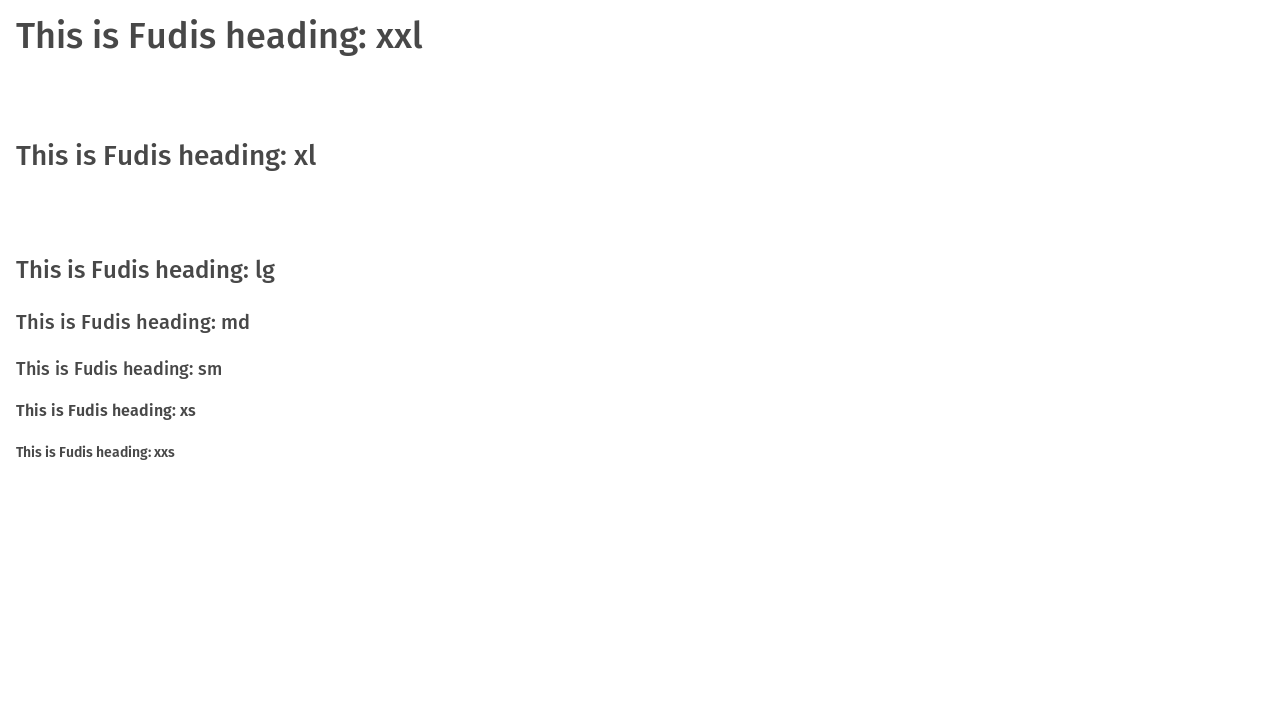 This is Fudis heading: xxl
This is Fudis heading: xl
This is Fudis heading: lg
This is Fudis heading: md
This is Fudis heading: sm
This is Fudis heading: xs
This is Fudis heading: xxs